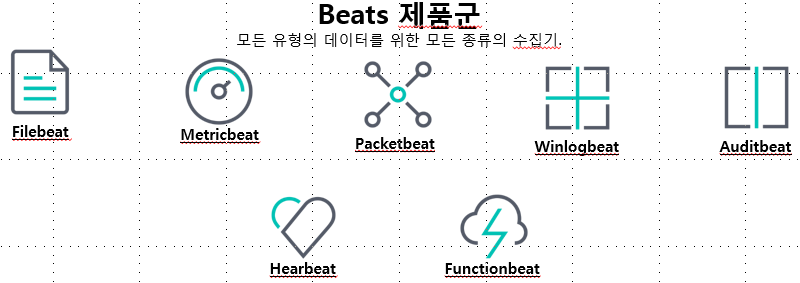 Beats 제품군
모든 유형의 데이터를 위한 모든 종류의 수집기.
Filebeat
Metricbeat
Packetbeat
Winlogbeat
Auditbeat
Hearbeat
Functionbeat